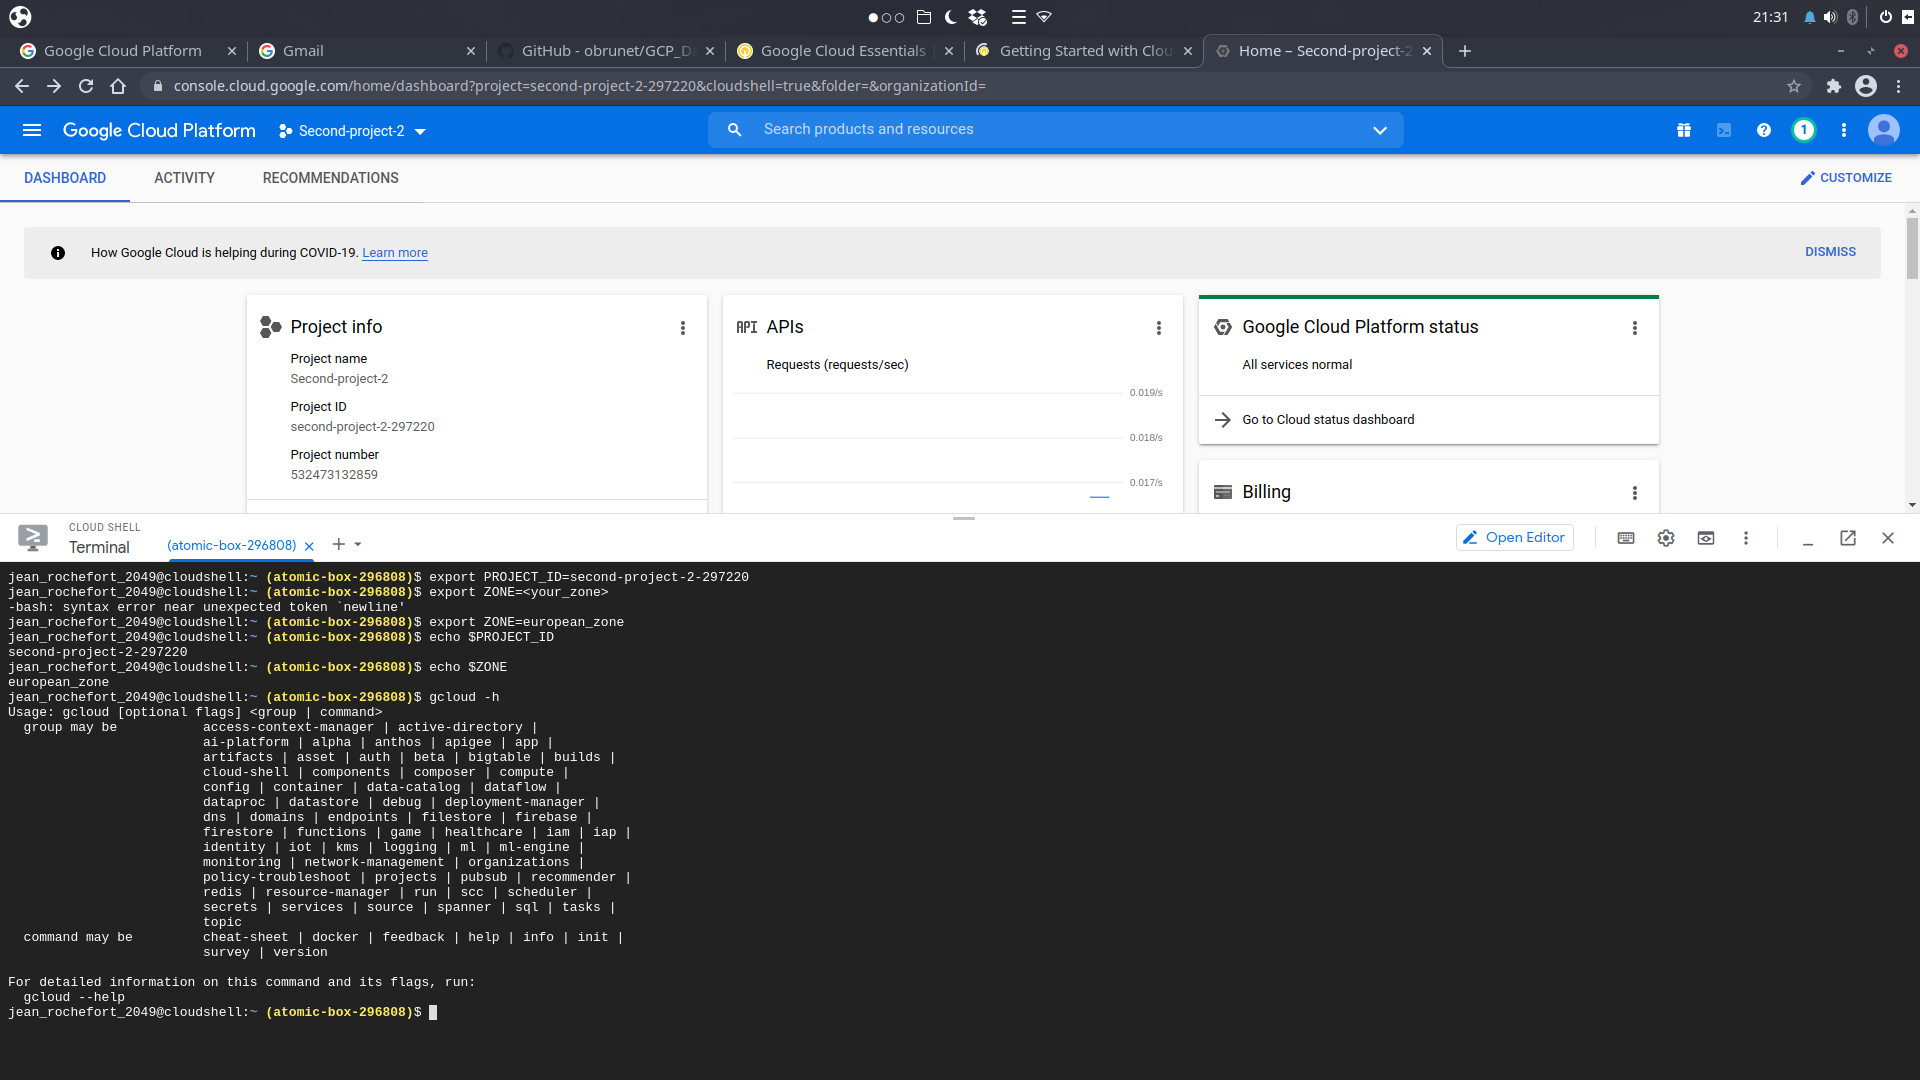 21:31
Google Cloud Platform
Gmail
GitHub - obrunet/GCP_Da
Google Cloud Essentials
Getting Started with Clou
Home – Second-project-2
console.cloud.google.com/home/dashboard?project=second-project-2-297220&cloudshell=true&folder=&organizationId=
Google Cloud Platform
Second-project-2
Search products and resources
1
DASHBOARD
ACTIVITY
RECOMMENDATIONS
CUSTOMIZE
How Google Cloud is helping during COVID-19. Learn more
DISMISS
Project info
Project name
Second-project-2
Project ID
second-project-2-297220
Project number
532473132859
API APIs
Requests (requests/sec)
0.019/s
0.018/s
0.017/s
Google Cloud Platform status
All services normal
Go to Cloud status dashboard
Billing
CLOUD SHELL
Terminal
(atomic-box-296808)
Open Editor
jean_rochefort_2049@cloudshell:~ (atomic-box-296808)$ export PROJECT_ID=second-project-2-297220
jean_rochefort_2049@cloudshell:~ (atomic-box-296808)$ export ZONE=<your_zone>
-bash: syntax error near unexpected token `newline'
jean_rochefort_2049@cloudshell:~ (atomic-box-296808)$ export ZONE=european_zone
jean_rochefort_2049@cloudshell:~ (atomic-box-296808)$ echo $PROJECT_ID
second-project-2-297220
jean_rochefort_2049@cloudshell:~ (atomic-box-296808)$ echo $ZONE
european_zone
jean_rochefort_2049@cloudshell:~ (atomic-box-296808)$ gcloud -h
Usage: gcloud [optional flags] <group | command>
group may be access-context-manager | active-directory |
ai-platform | alpha | anthos | apigee | app |
artifacts | asset | auth | beta | bigtable | builds |
cloud-shell | components | composer | compute |
config | container | data-catalog | dataflow |
dataproc | datastore | debug | deployment-manager |
dns | domains | endpoints | filestore | firebase |
firestore | functions | game | healthcare | iam | iap |
identity | iot | kms | logging | ml | ml-engine |
monitoring | network-management | organizations |
policy-troubleshoot | projects | pubsub | recommender |
redis | resource-manager | run | scc | scheduler |
secrets | services | source | spanner | sql | tasks |
topic
command may be cheat-sheet | docker | feedback | help | info | init |
survey | version
For detailed information on this command and its flags, run:
gcloud --help
jean_rochefort_2049@cloudshell:~ (atomic-box-296808)$